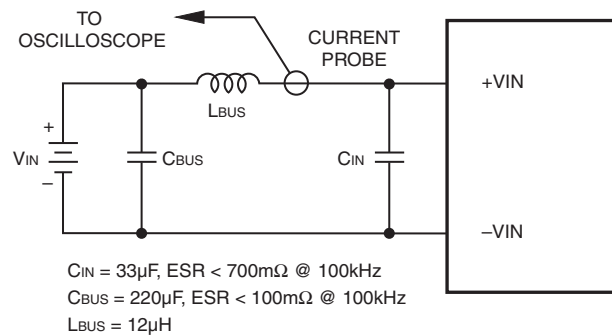 TO
OSCILLOSCOPE
CURRENT
PROBE
+VIN
LBUS
+
VIN
–
CBUS
CIN
–VIN
CIN = 33µF, ESR < 700mΩ @ 100kHz
CBUS = 220µF, ESR < 100mΩ @ 100kHz
LBUS = 12µH